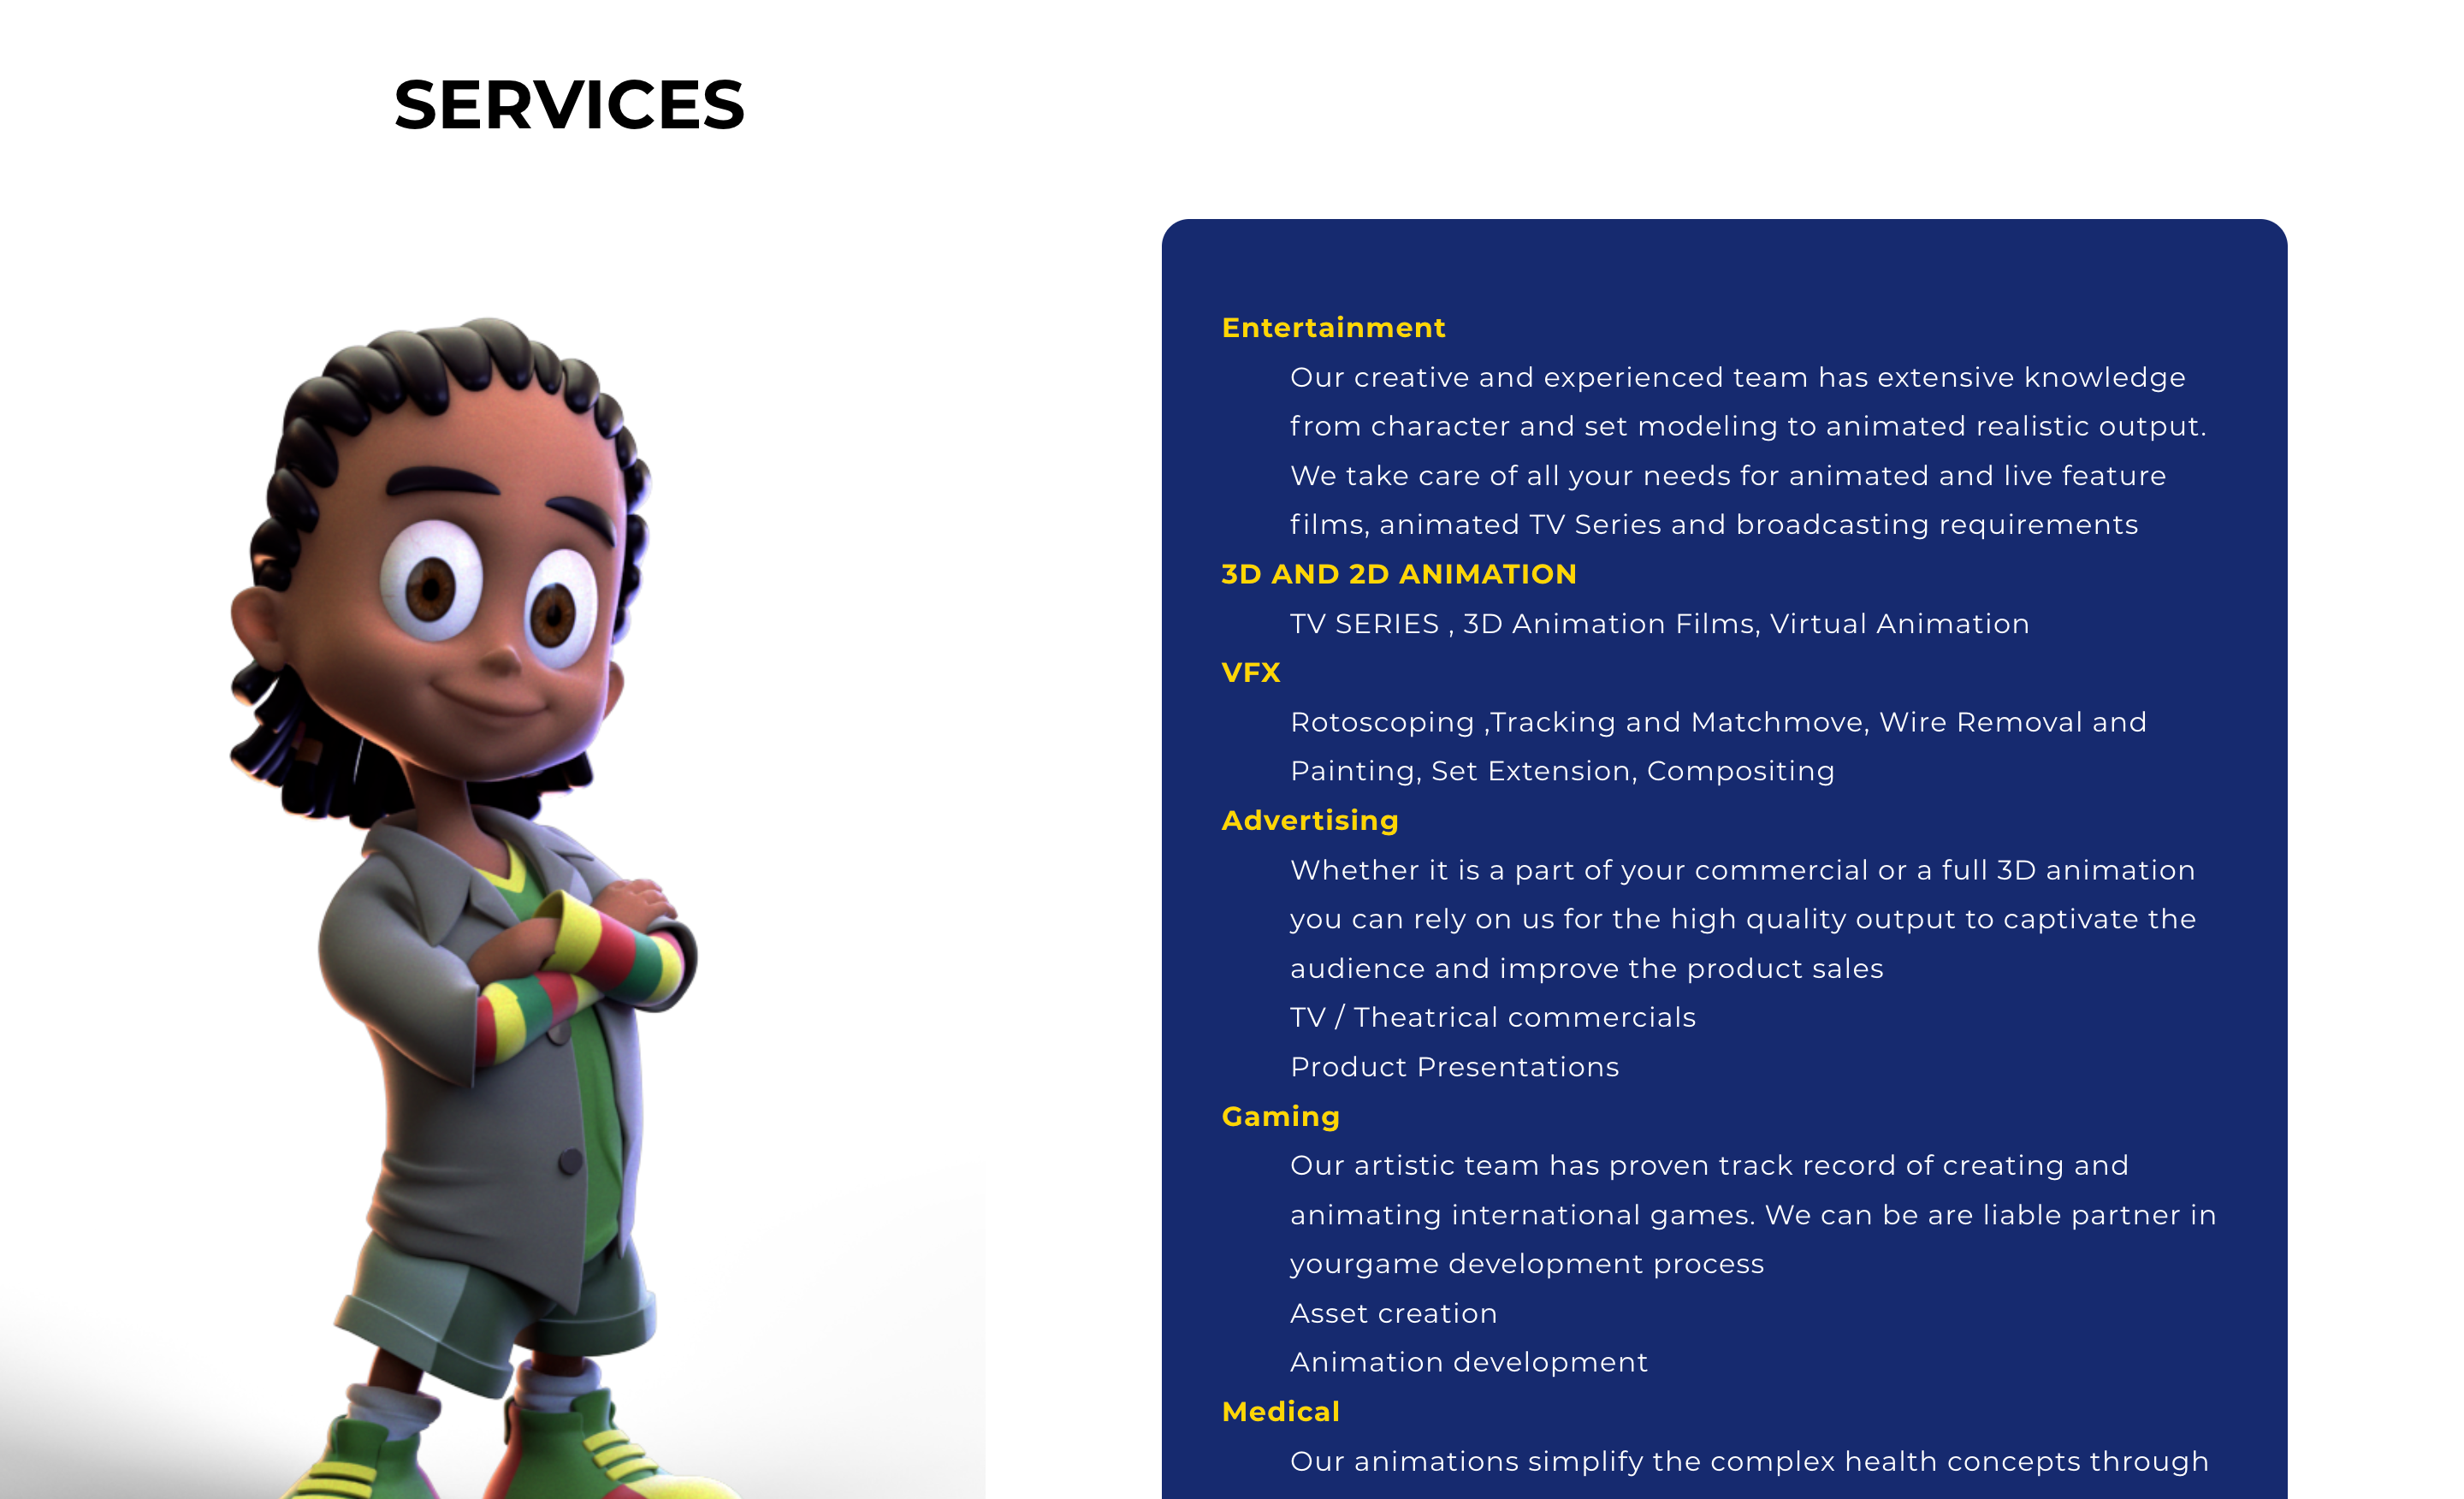 SERVICES
Entertainment
Our creative and experienced team has extensive knowledge
from character and set modeling to animated realistic output.
We take care of all your needs for animated and live feature
films, animated TV Series and broadcasting requirements
3D AND 2D ANIMATION
TV SERIES , 3D Animation Films, Virtual Animation
VFX
Rotoscoping ,Tracking and Matchmove, Wire Removal and
Painting, Set Extension, Compositing
Advertising
Whether it is a part of your commercial or a full 3D animation
you can rely on us for the high quality output to captivate the
audience and improve the product sales
TV / Theatrical commercials
Product Presentations
Gaming
Our artistic team has proven track record of creating and
animating international games. We can be are liable partner in
yourgame development process
Asset creation
Animation development
Medical
Our animations simplify the complex health concepts through